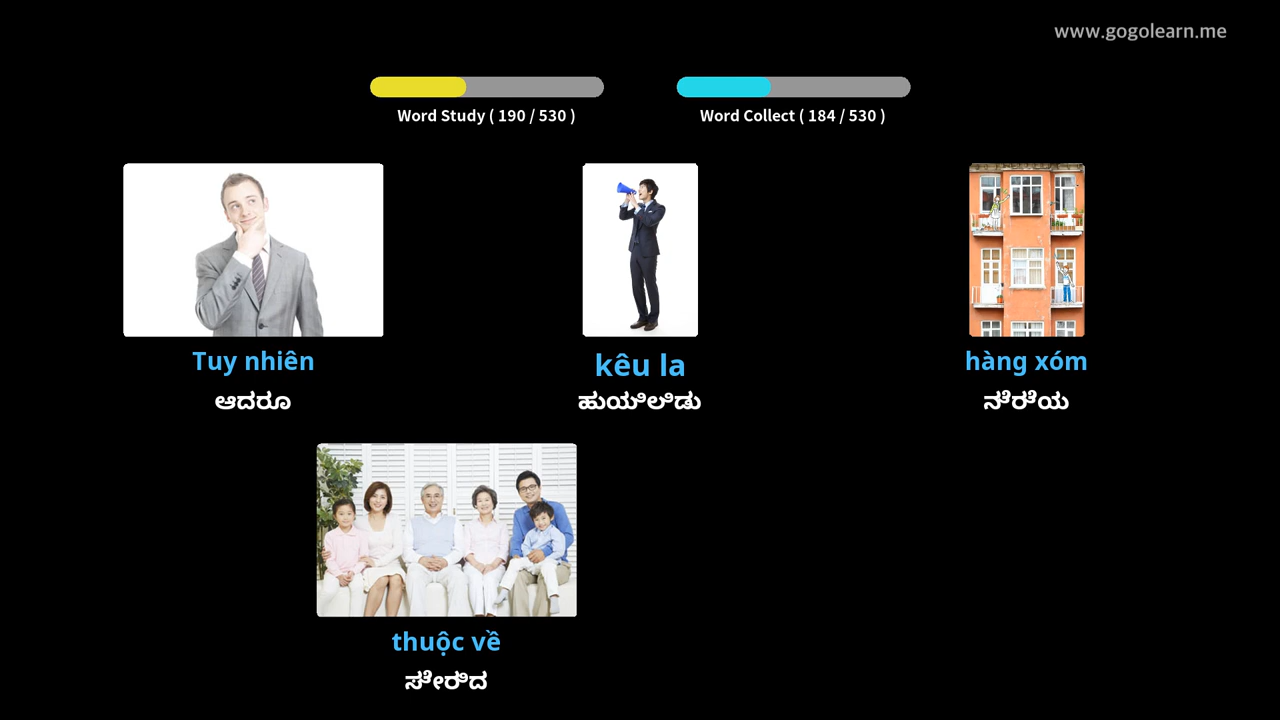 www.gogolearn.me
Word Study ( 190 / 530 )
Word Collect ( 184 / 530 )
Tuy nhiên
ಆದರೂ
kêu la
ಹುಯಿಲಿಡು
hàng xóm
ನೆರೆಯ
thuộc về
ಸೇರಿದ